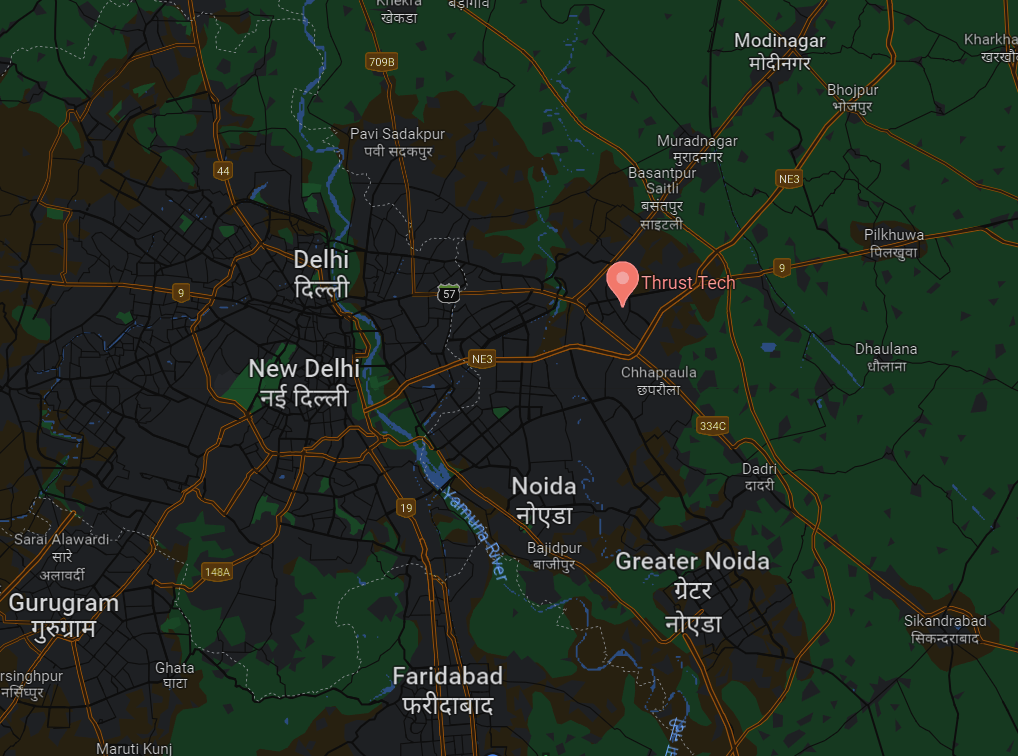 Khekra
खेकड़ा
बड़ागांव
709B
Modinagar
मोदीनगर
Bhojpur
भोजपुर
Pavi Sadakpur
पवी सदकपुर
Muradnagar
मुरादनगर
Basantpur
Saitli
बसंतपुर
साइटली
44
NE3
Pilkhuwa
पिलखुवा
Delhi
दिल्ली
9
57
Thrust Tech
9
New Delhi
नई दिल्ली
NE3
Chhapraula
छपरौला
Dhaulana
धौलाना
334C
Dadri
दादरी
Noida
नोएडा
19
Yamuna River
Sarai Alawardi
सारे
अलावर्दी
Bajidpur
बाजीपुर
148A
Greater Noida
ग्रेटर
नोएडा
Gurugram
गुरुग्राम
Sikandrabad
सिकन्दराबाद
Ghata
घाटा
Faridabad
फरीदाबाद
Maruti Kunj